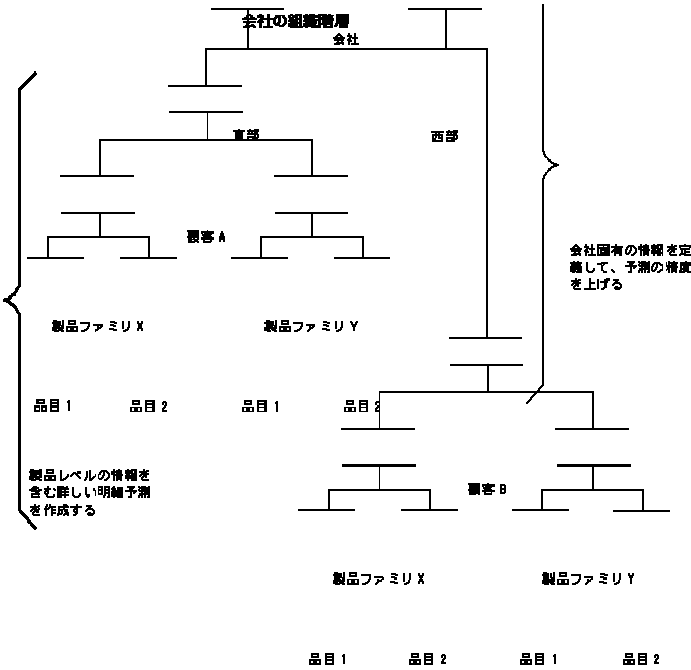 会社の組織階層
会社
東部
西部
顧客 A
会社固有の情報を定
義して、予測の精度
を上げる
製品ファミリ X
製品ファミリ Y
品目 1
品目 2
品目 1
品目 2
製品レベルの情報を
含む詳しい明細予測
を作成する
顧客 B
製品ファミリ X
製品ファミリ Y
品目 1
品目 2
品目 1
品目 2